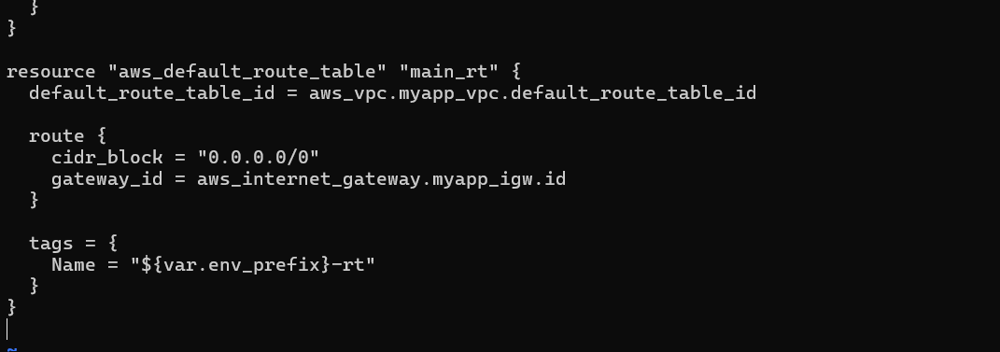 }
}

resource "aws_default_route_table" "main_rt" {
  default_route_table_id = aws_vpc.myapp_vpc.default_route_table_id

  route {
    cidr_block = "0.0.0.0/0"
    gateway_id = aws_internet_gateway.myapp_igw.id
  }

  tags = {
    Name = "${var.env_prefix}-rt"
  }
}

~